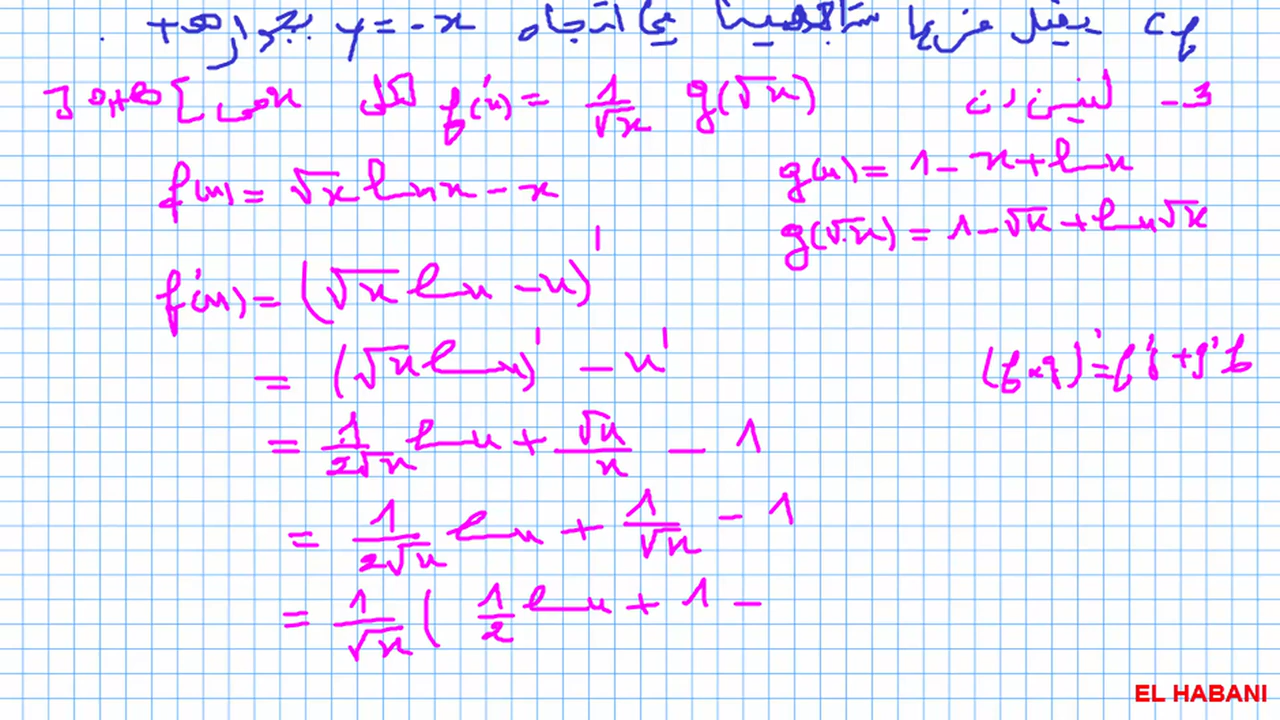 Cf يقبل فرعا شلجميا في اتجاه y = -x بجوار +∞.
3- لنبين أن f'(x) = 1/√x g(√x) لكل x من ]0,+∞[
g(x) = 1 - x + ln x
f(x) = √x ln x - x
g(√x) = 1 - √x + ln √x
f'(x) = (√x ln x - x)'
= (√x ln x)' - x'
(f×g)' = f'g + g'f
= 1/2√x ln x + √x/x - 1
= 1/2√x ln x + 1/√x - 1
= 1/√x ( 1/2 ln x + 1 -
EL HABANI